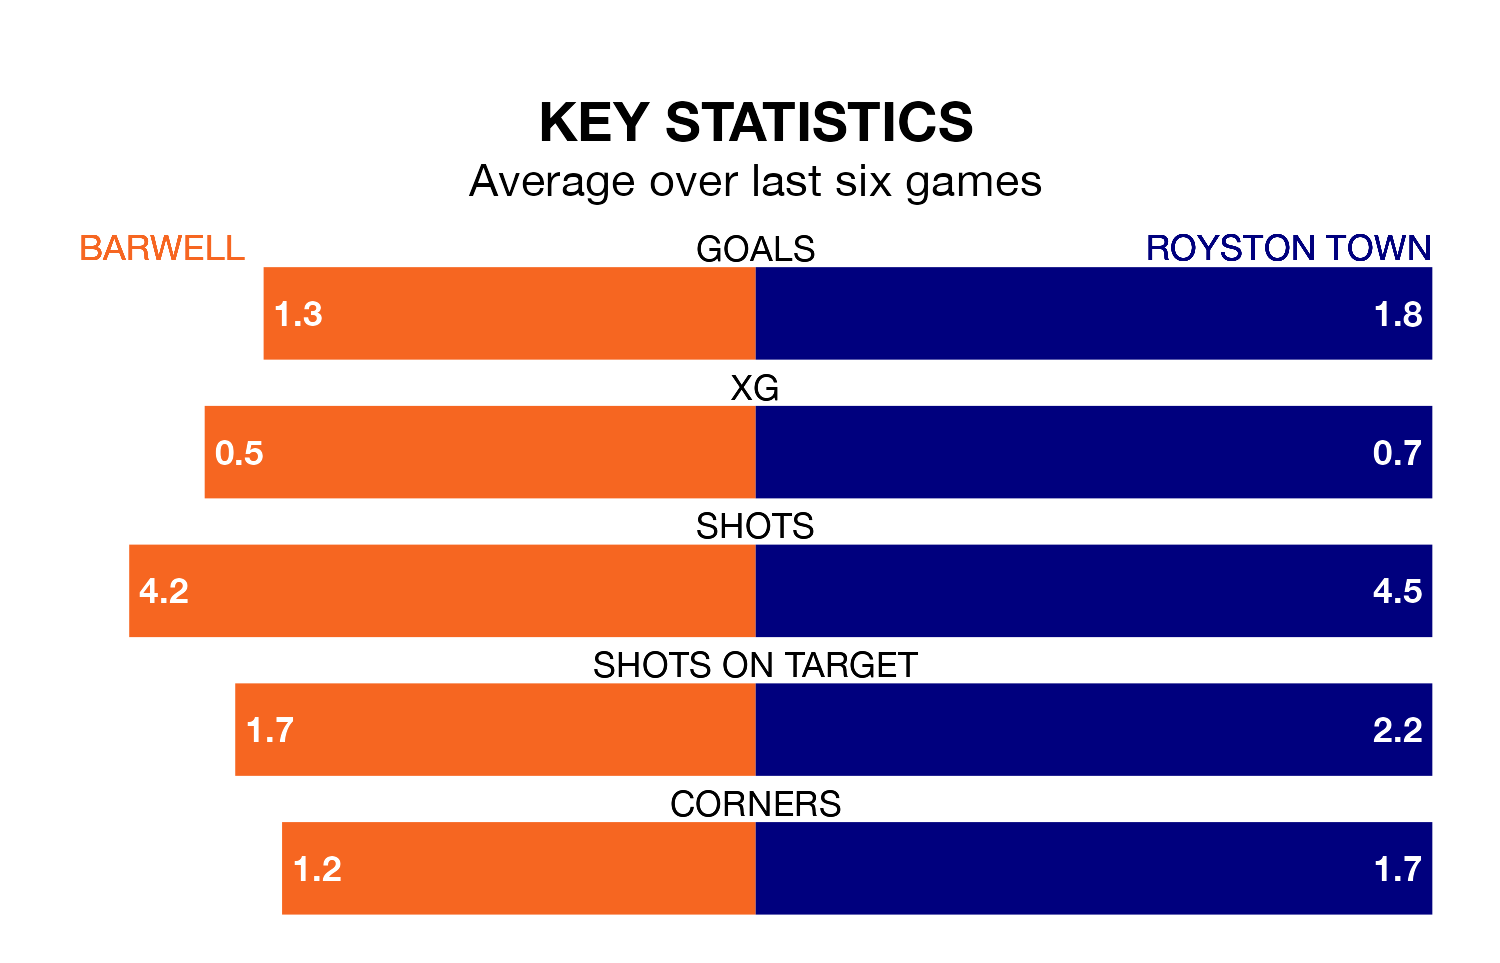 KEY STATISTICS
Average over last six games
BARWELL GOALS ROYSTON TOWN
1.3 1.8
XG
0.5 0.7
SHOTS
4.2 4.5
SHOTS ON TARGET
1.7 2.2
CORNERS
1.2 1.7